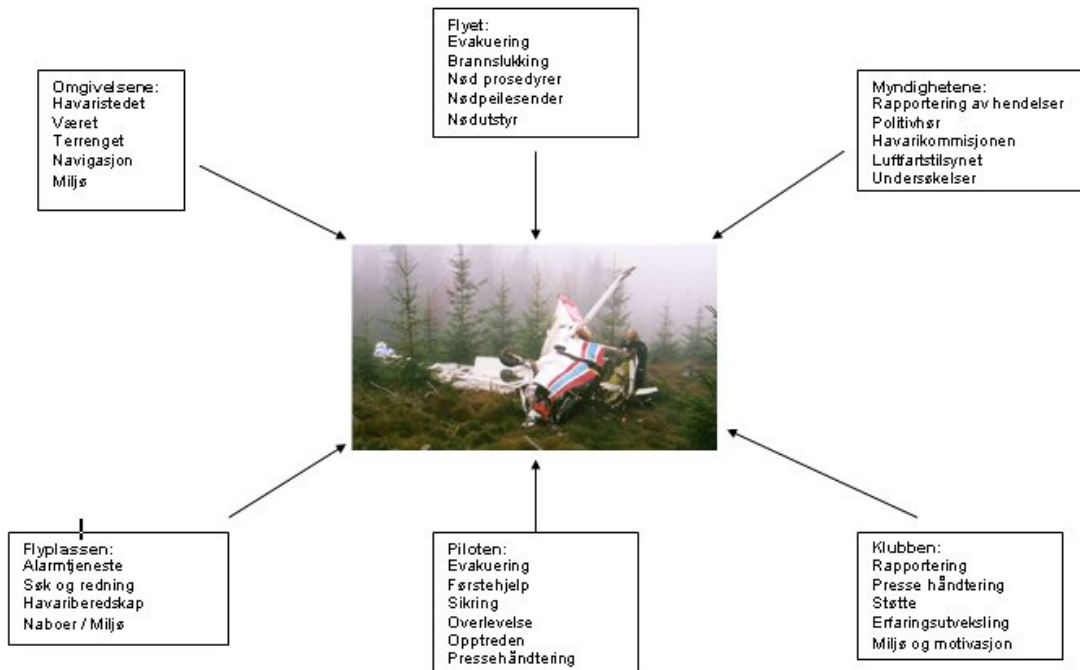 Flyet:
Evakuering
Brannslukking
Nød prosedyrer
Nødpeilesender
Nødutstyr
Omgivelsene:
Havaristedet
Været
Terrenget
Navigasjon
Miljø
Myndighetene:
Rapportering av hendelser
Politivhør
Havarikommisjonen
Luftfartstilsynet
Undersøkelser
Flyplassen:
Alarmtjeneste
Søk og redning
Havariberedskap
Naboer / Miljø
Piloten:
Evakuering
Førstehjelp
Sikring
Overlevelse
Opptreden
Pressehåndtering
Klubben:
Rapportering
Presse håndtering
Støtte
Erfaringsutveksling
Miljø og motivasjon